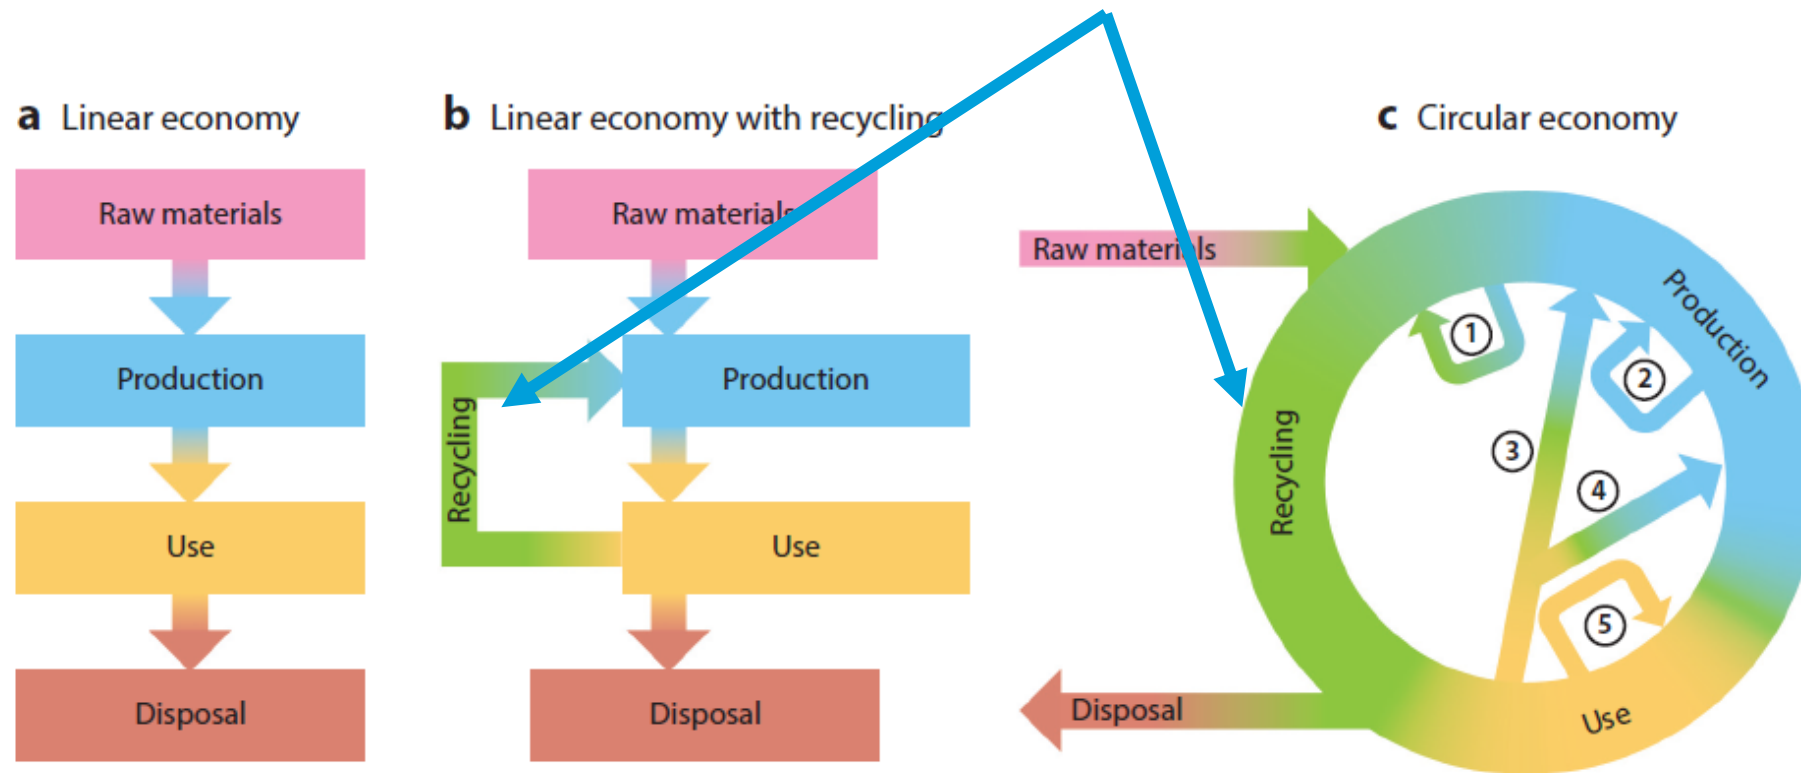 a Linear economy
Raw materials
Production
Use
Disposal
b Linear economy with recycling
Raw materials
Production
Recycling
Use
Disposal
c Circular economy
Raw materials
Production
Recycling
Use
Disposal
1
2
3
4
5